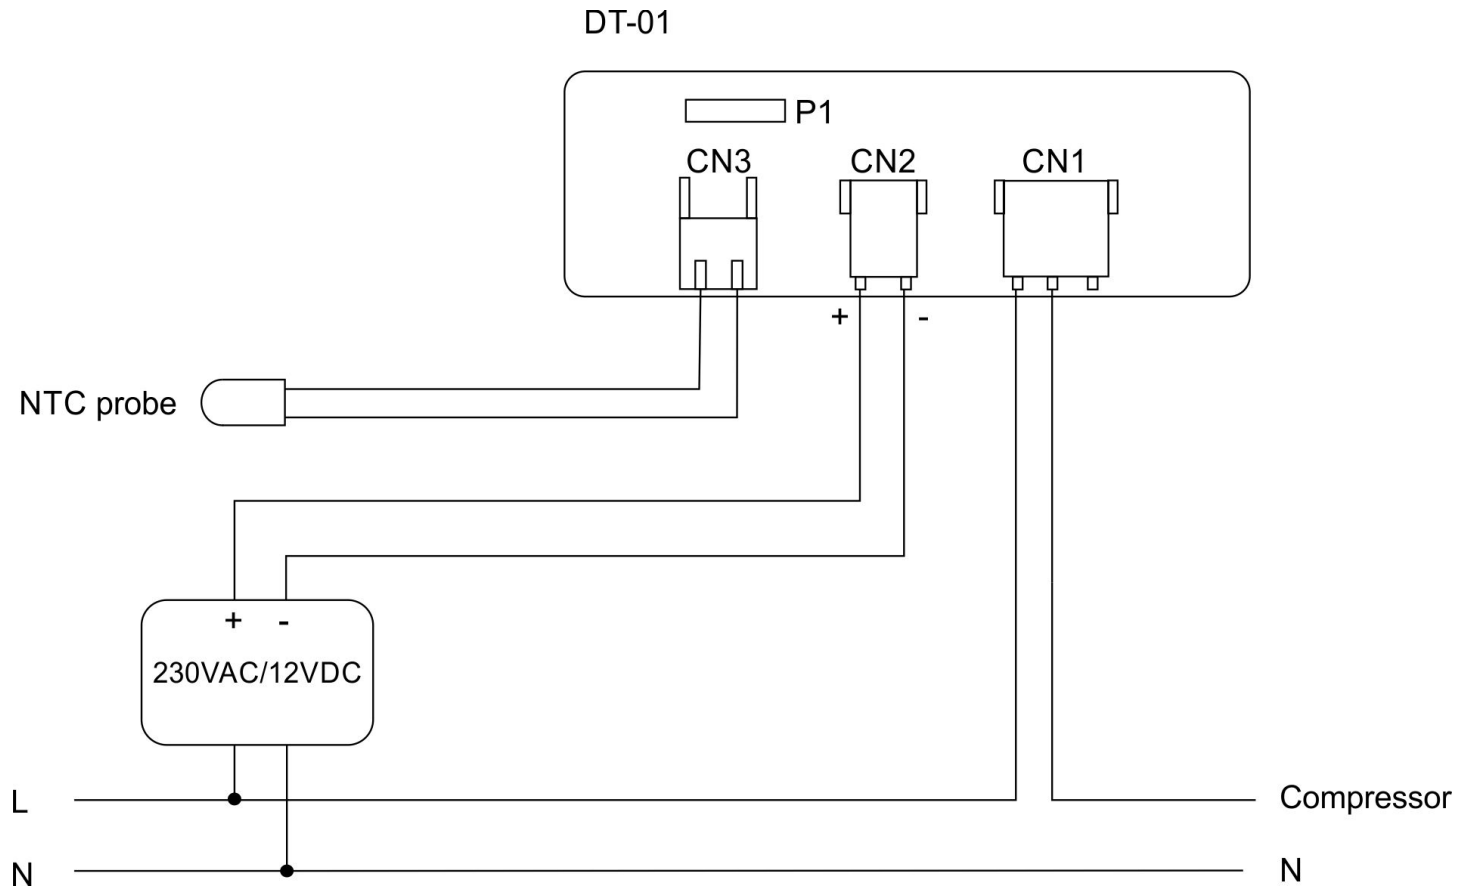 DT-01
P1
CN3 CN2 CN1
+ -
NTC probe
+ -
230VAC/12VDC
L Compressor
N N